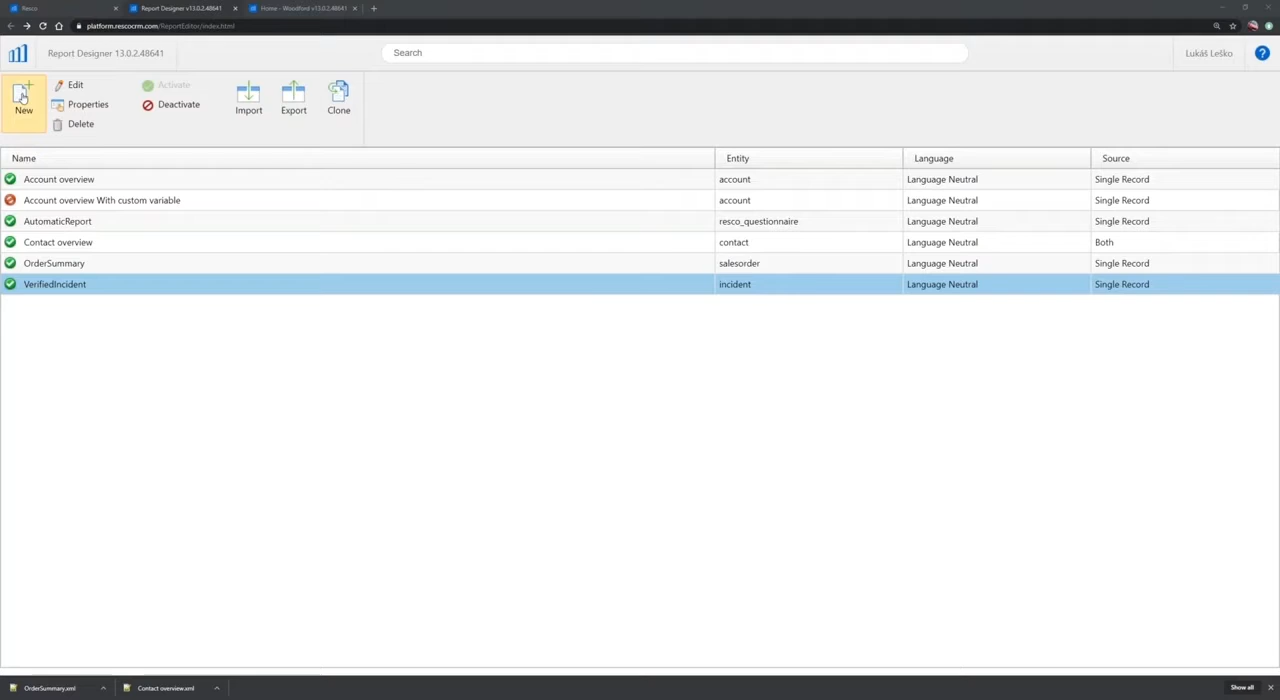 Resco
Report Designer v13.0.2.48641
Home - Woodford v13.0.2.48641
platform.rescocrm.com/ReportEditor/index.html
Report Designer 13.0.2.48641
Search
Lukáš Leško
?
New
Edit
Properties
Delete
Activate
Deactivate
Import
Export
Clone
Name Entity Language Source
Account overview account Language Neutral Single Record
Account overview With custom variable account Language Neutral Single Record
AutomaticReport resco_questionnaire Language Neutral Single Record
Contact overview contact Language Neutral Both
OrderSummary salesorder Language Neutral Single Record
VerifiedIncident incident Language Neutral Single Record
OrderSummary.xml
Contact overview.xml
Show all